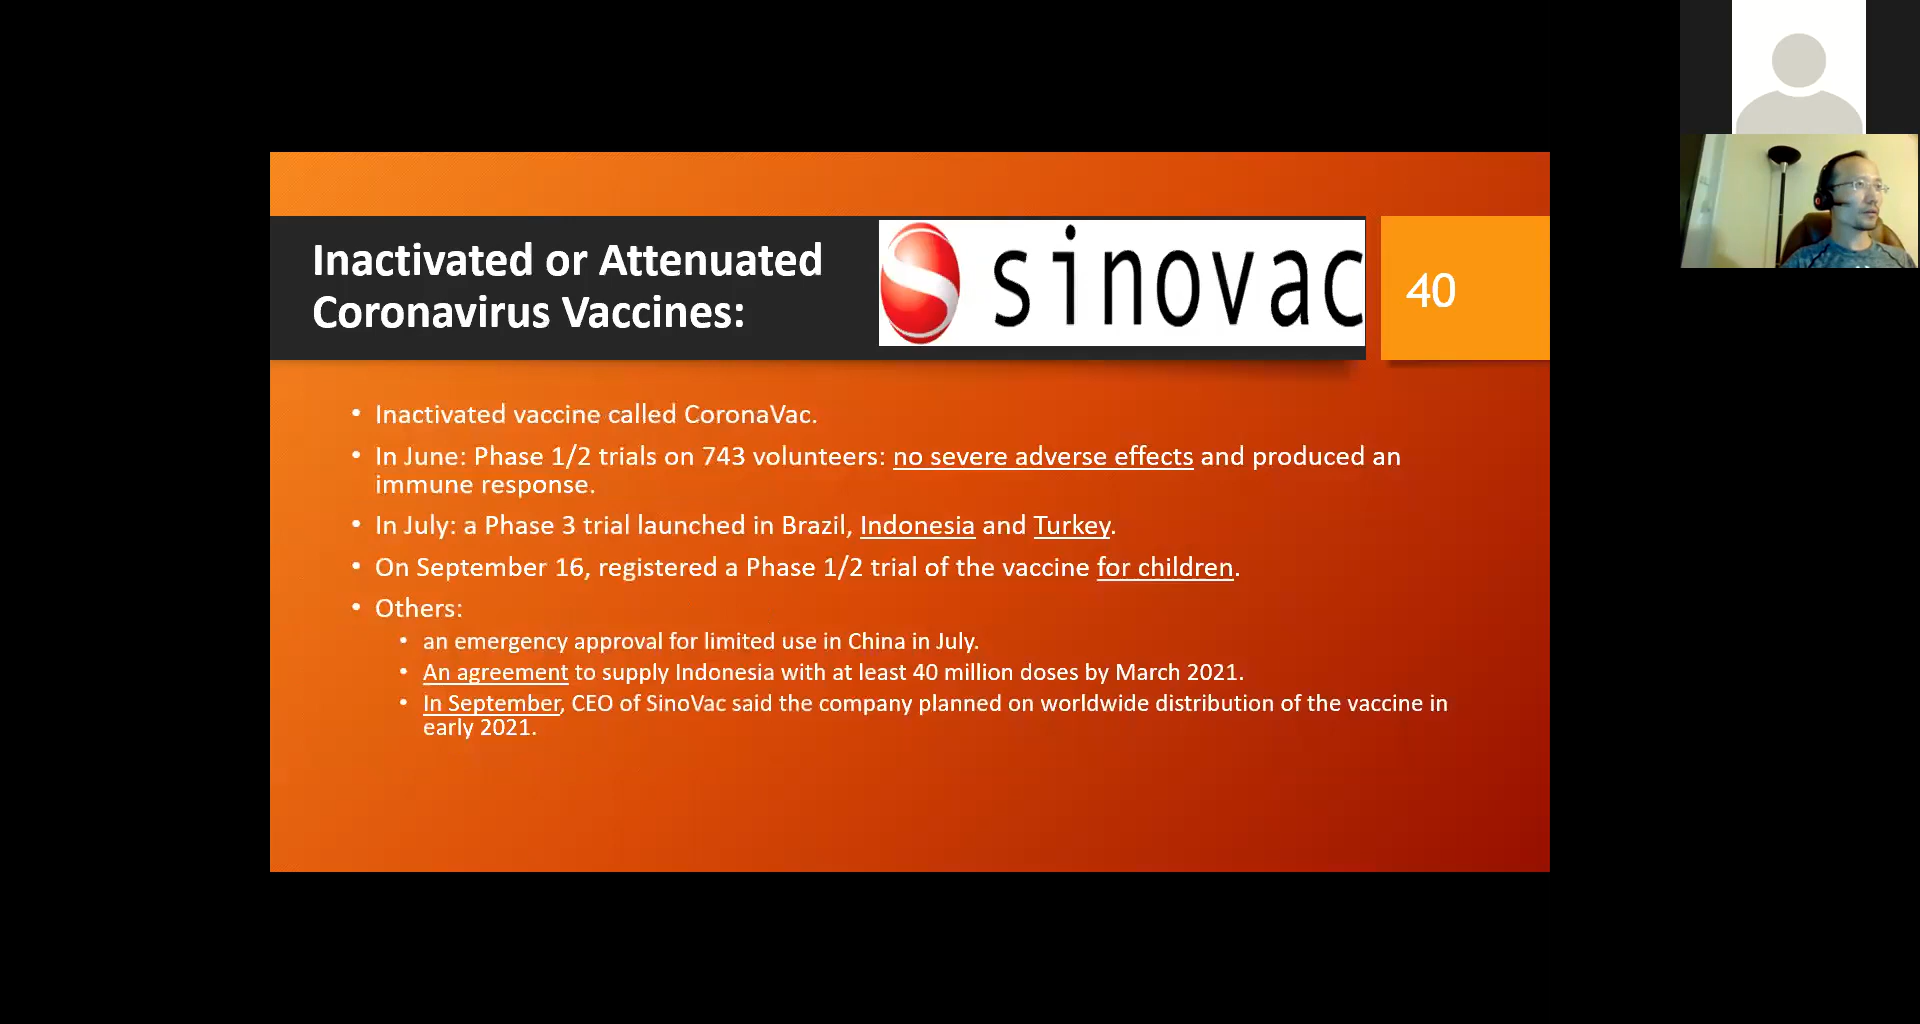 Inactivated or Attenuated
Coronavirus Vaccines:
sinovac
40
• Inactivated vaccine called CoronaVac.
• In June: Phase 1/2 trials on 743 volunteers: no severe adverse effects and produced an
immune response.
• In July: a Phase 3 trial launched in Brazil, Indonesia and Turkey.
• On September 16, registered a Phase 1/2 trial of the vaccine for children.
• Others:
• an emergency approval for limited use in China in July.
• An agreement to supply Indonesia with at least 40 million doses by March 2021.
• In September, CEO of SinoVac said the company planned on worldwide distribution of the vaccine in
early 2021.